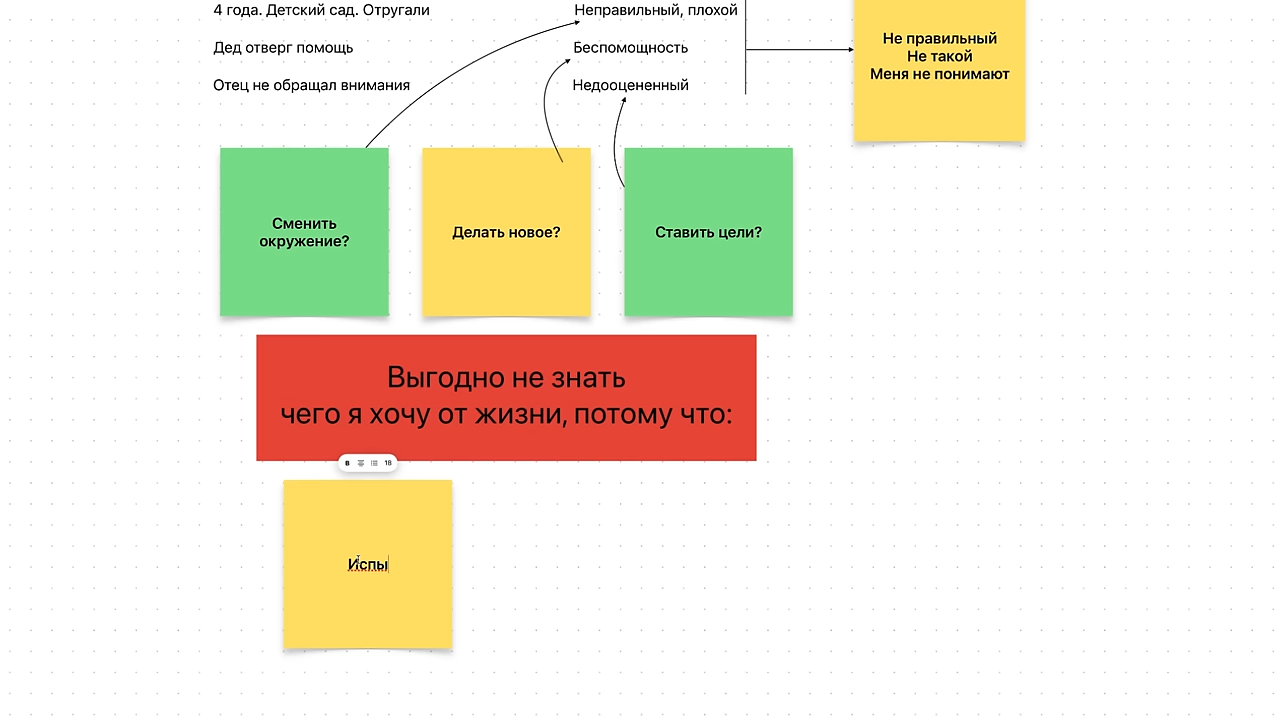 4 года. Детский сад. Отругали
Неправильный, плохой
Дед отверг помощь
Беспомощность
Отец не обращал внимания
Недооцененный
Не правильный
Не такой
Меня не понимают
Сменить
окружение?
Делать новое?
Ставить цели?
Выгодно не знать
чего я хочу от жизни, потому что:
B 18
Испы